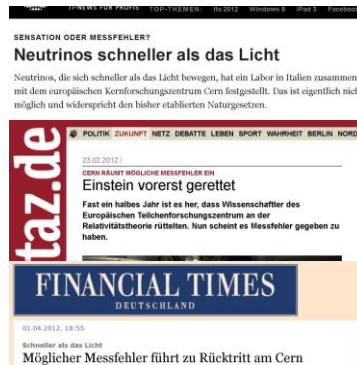 IT-NEWS FÜR PROFIS TOP-THEMEN: Ifa 2012 Windows 8 iPad 3 Facebook
SENSATION ODER MESSFEHLER?
Neutrinos schneller als das Licht
Neutrinos, die sich schneller als das Licht bewegen, hat ein Labor in Italien zusammen
mit dem europäischen Kernforschungszentrum Cern festgestellt. Das ist eigentlich nich
möglich und widerspricht den bisher etablierten Naturgesetzen.
taz.de
POLITIK ZUKUNFT NETZ DEBATTE LEBEN SPORT WAHRHEIT BERLIN NORD
23.02.2012 |
CERN RÄUMT MÖGLICHE MESSFEHLER EIN
Einstein vorerst gerettet
Fast ein halbes Jahr ist es her, dass Wissenschaftler des
Europäischen Teilchenforschungszentrum an der
Relativitätstheorie rüttelten. Nun scheint es Messfehler gegeben zu
haben.
FINANCIAL TIMES
DEUTSCHLAND
01.04.2012, 18:55
Schneller als das Licht
Möglicher Messfehler führt zu Rücktritt am Cern